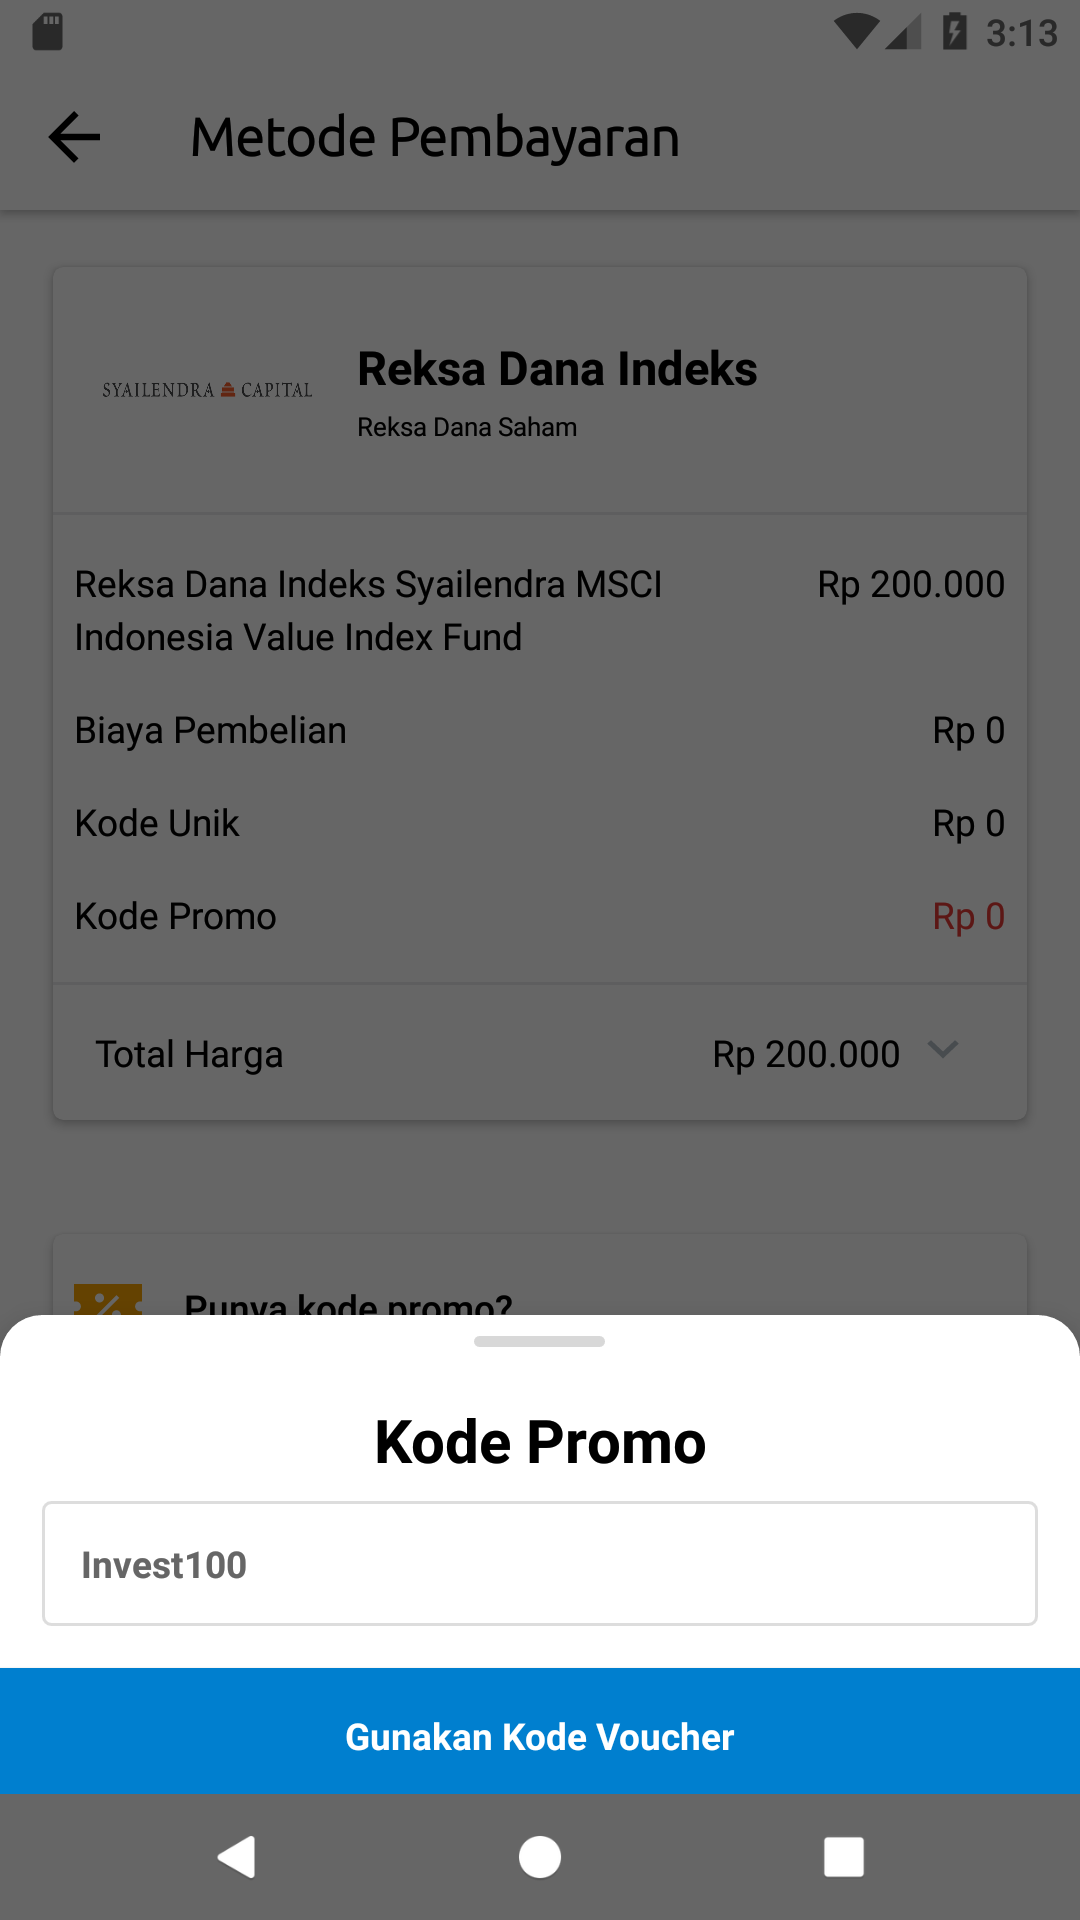 3:13
Metode Pembayaran
SYAILENDRA CAPITAL
Reksa Dana Indeks
Reksa Dana Saham
Reksa Dana Indeks Syailendra MSCI Indonesia Value Index Fund
Rp 200.000
Biaya Pembelian
Rp 0
Kode Unik
Rp 0
Kode Promo
Rp 0
Total Harga
Rp 200.000
Punya kode promo?
Kode Promo
Invest100
Gunakan Kode Voucher